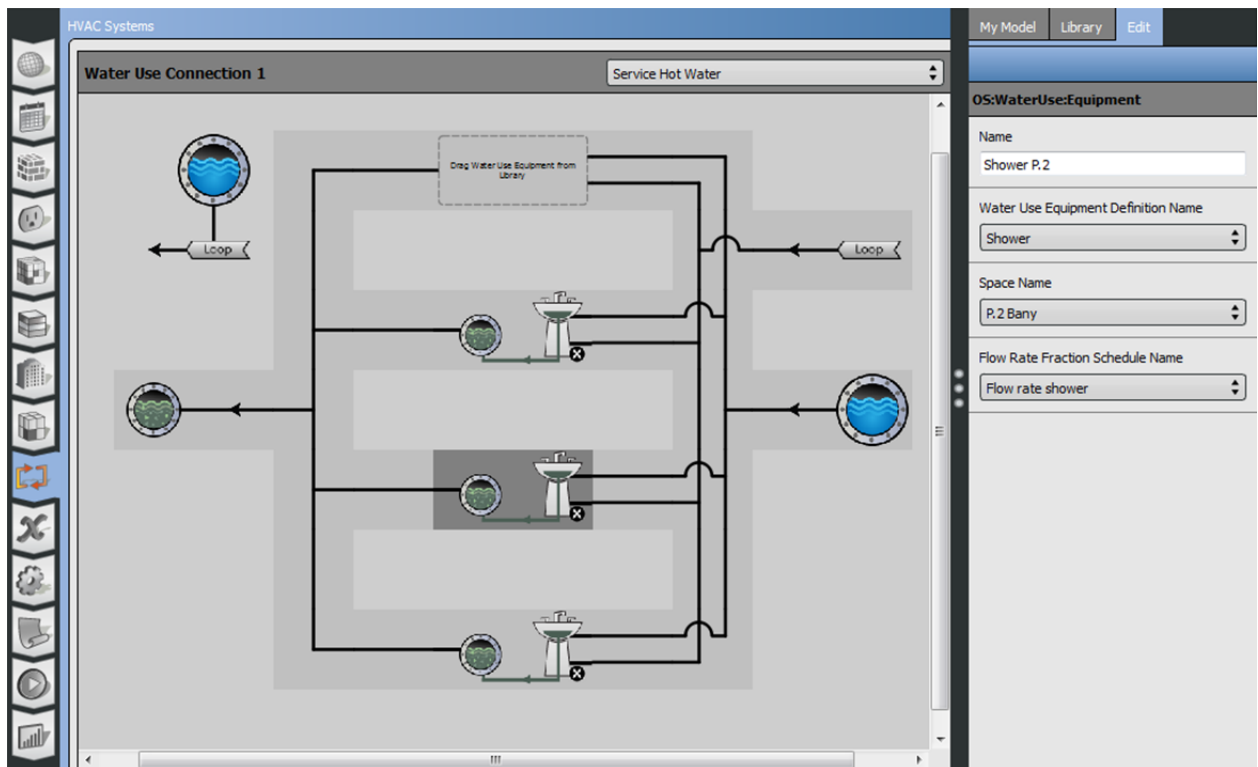 HVAC Systems
My Model
Library
Edit
Water Use Connection 1
Service Hot Water
OS:WaterUse:Equipment
Name
Shower P.2
Water Use Equipment Definition Name
Shower
Space Name
P.2 Bany
Flow Rate Fraction Schedule Name
Flow rate shower
Drag Water Use Equipment from
Library
Loop
Loop